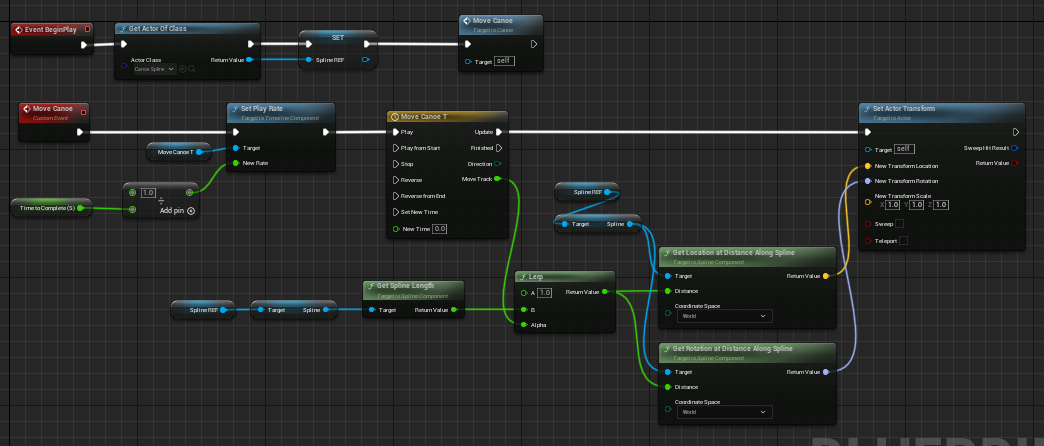 Event BeginPlay
Get Actor Of Class
Actor Class
Canoe Spline
Return Value
SET
Spline REF
Move Canoe
Target is Canoe
Target self
Move Canoe
Custom Event
Set Play Rate
Target is Timeline Component
Target
New Rate
Move Canoe T
1.0
÷
Add pin
Time to Complete (S)
Move Canoe T
Play
Play from Start
Stop
Reverse
Reverse from End
Set New Time
New Time 0.0
Update
Finished
Direction
Move Track
Spline REF
Target Spline
Spline REF
Target Spline
Get Spline Length
Target is Spline Component
Target Return Value
Lerp
A 1.0 Return Value
B
Alpha
Get Location at Distance Along Spline
Target is Spline Component
Target Return Value
Distance
Coordinate Space
World
Get Rotation at Distance Along Spline
Target is Spline Component
Target Return Value
Distance
Coordinate Space
World
Set Actor Transform
Target is Actor
Target self
Sweep Hit Result
New Transform Location
Return Value
New Transform Rotation
New Transform Scale
X 1.0 Y 1.0 Z 1.0
Sweep
Teleport